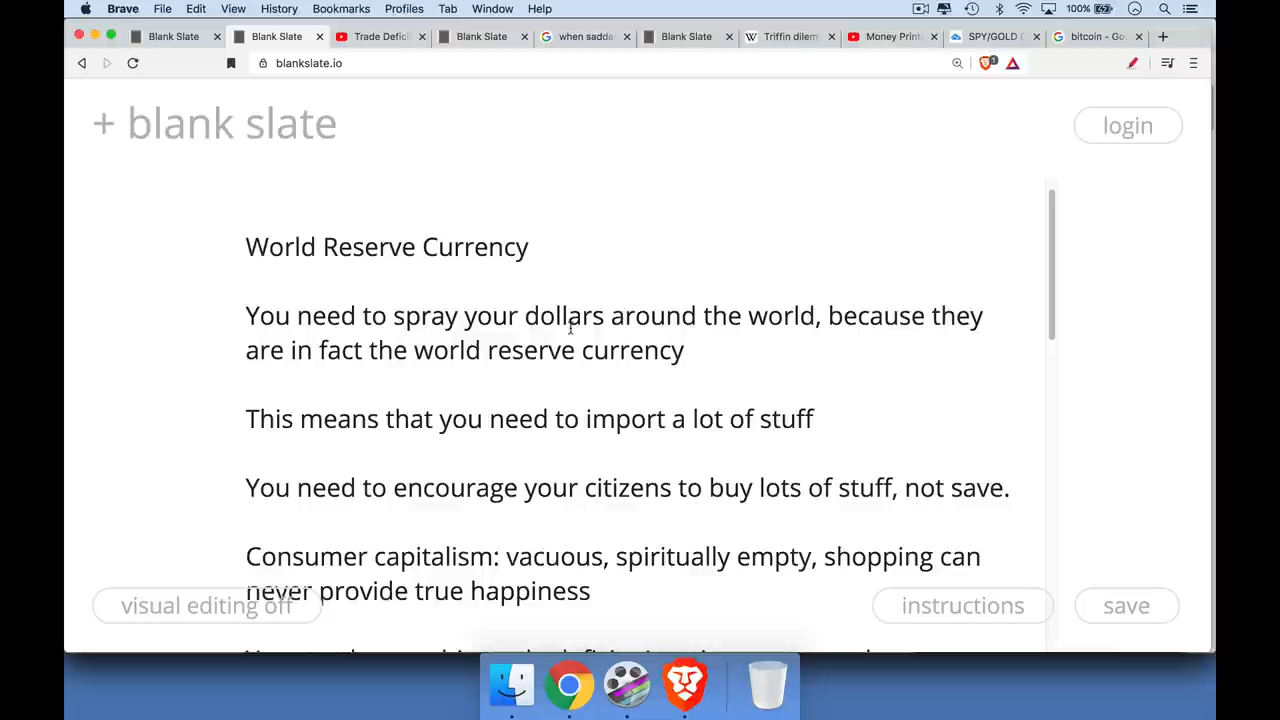 Brave File Edit View History Bookmarks Profiles Tab Window Help 100%
Blank Slate Blank Slate Trade Defici Blank Slate when sadda Blank Slate Triffin dilem Money Print SPY/GOLD C bitcoin - Goo
blankslate.io 1
+ blank slate login
World Reserve Currency
You need to spray your dollars around the world, because they
are in fact the world reserve currency
This means that you need to import a lot of stuff
You need to encourage your citizens to buy lots of stuff, not save.
Consumer capitalism: vacuous, spiritually empty, shopping can
never provide true happiness
visual editing off instructions save